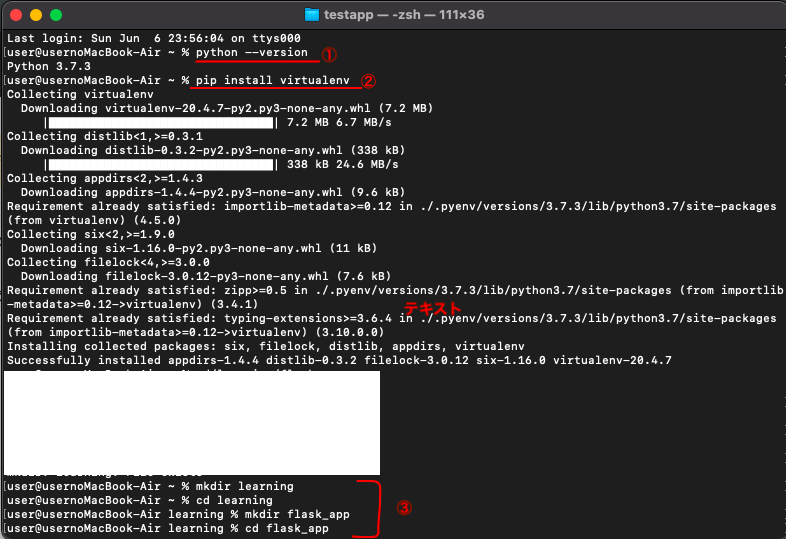 testapp — -zsh — 111×36
Last login: Sun Jun  6 23:56:04 on ttys000
[user@usernoMacBook-Air ~ % python --version ①
Python 3.7.3
[user@usernoMacBook-Air ~ % pip install virtualenv ②
Collecting virtualenv
  Downloading virtualenv-20.4.7-py2.py3-none-any.whl (7.2 MB)
     |████████████████████████████████| 7.2 MB 6.7 MB/s
Collecting distlib<1,>=0.3.1
  Downloading distlib-0.3.2-py2.py3-none-any.whl (338 kB)
     |████████████████████████████████| 338 kB 24.6 MB/s
Collecting appdirs<2,>=1.4.3
  Downloading appdirs-1.4.4-py2.py3-none-any.whl (9.6 kB)
Requirement already satisfied: importlib-metadata>=0.12 in ./.pyenv/versions/3.7.3/lib/python3.7/site-packages
(from virtualenv) (4.5.0)
Collecting six<2,>=1.9.0
  Downloading six-1.16.0-py2.py3-none-any.whl (11 kB)
Collecting filelock<4,>=3.0.0
  Downloading filelock-3.0.12-py3-none-any.whl (7.6 kB)
Requirement already satisfied: zipp>=0.5 in ./.pyenv/versions/3.7.3/lib/python3.7/site-packages (from importlib
-metadata>=0.12->virtualenv) (3.4.1)
テキスト
Requirement already satisfied: typing-extensions>=3.6.4 in ./.pyenv/versions/3.7.3/lib/python3.7/site-packages
(from importlib-metadata>=0.12->virtualenv) (3.10.0.0)
Installing collected packages: six, filelock, distlib, appdirs, virtualenv
Successfully installed appdirs-1.4.4 distlib-0.3.2 filelock-3.0.12 six-1.16.0 virtualenv-20.4.7
[user@usernoMacBook-Air ~ % mkdir learning
user@usernoMacBook-Air ~ % cd learning
[user@usernoMacBook-Air learning % mkdir flask_app ③
[user@usernoMacBook-Air learning % cd flask_app